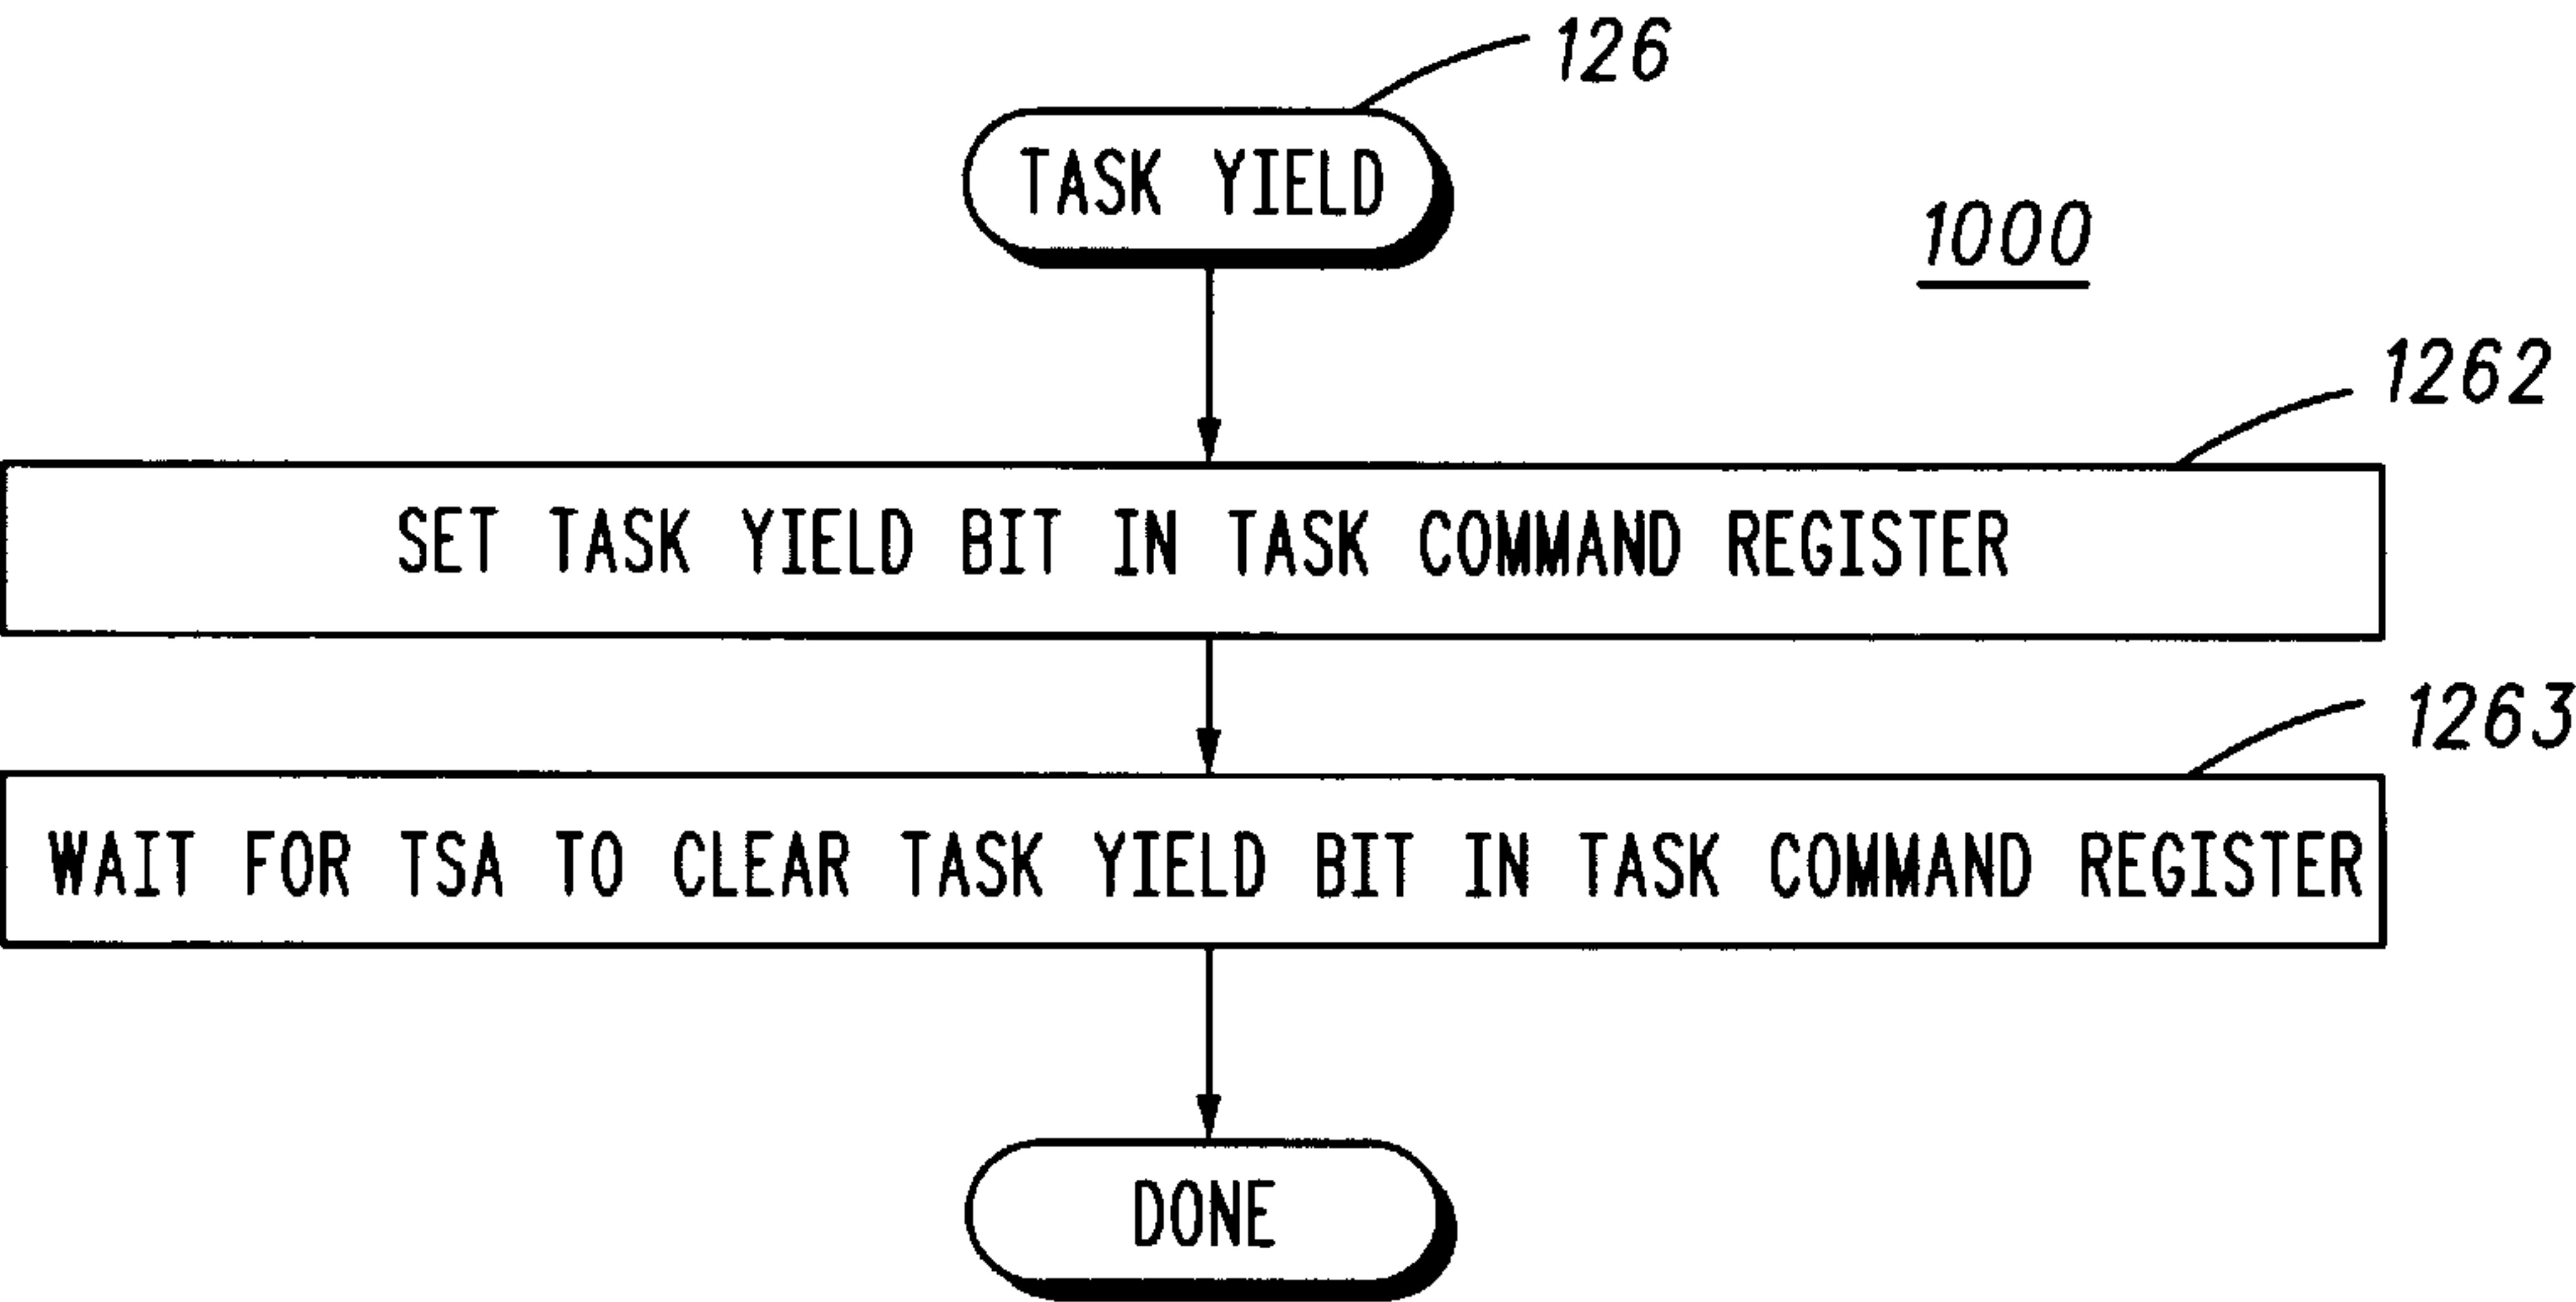 126
TASK YIELD
1000
1262
SET TASK YIELD BIT IN TASK COMMAND REGISTER
1263
WAIT FOR TSA TO CLEAR TASK YIELD BIT IN TASK COMMAND REGISTER
DONE